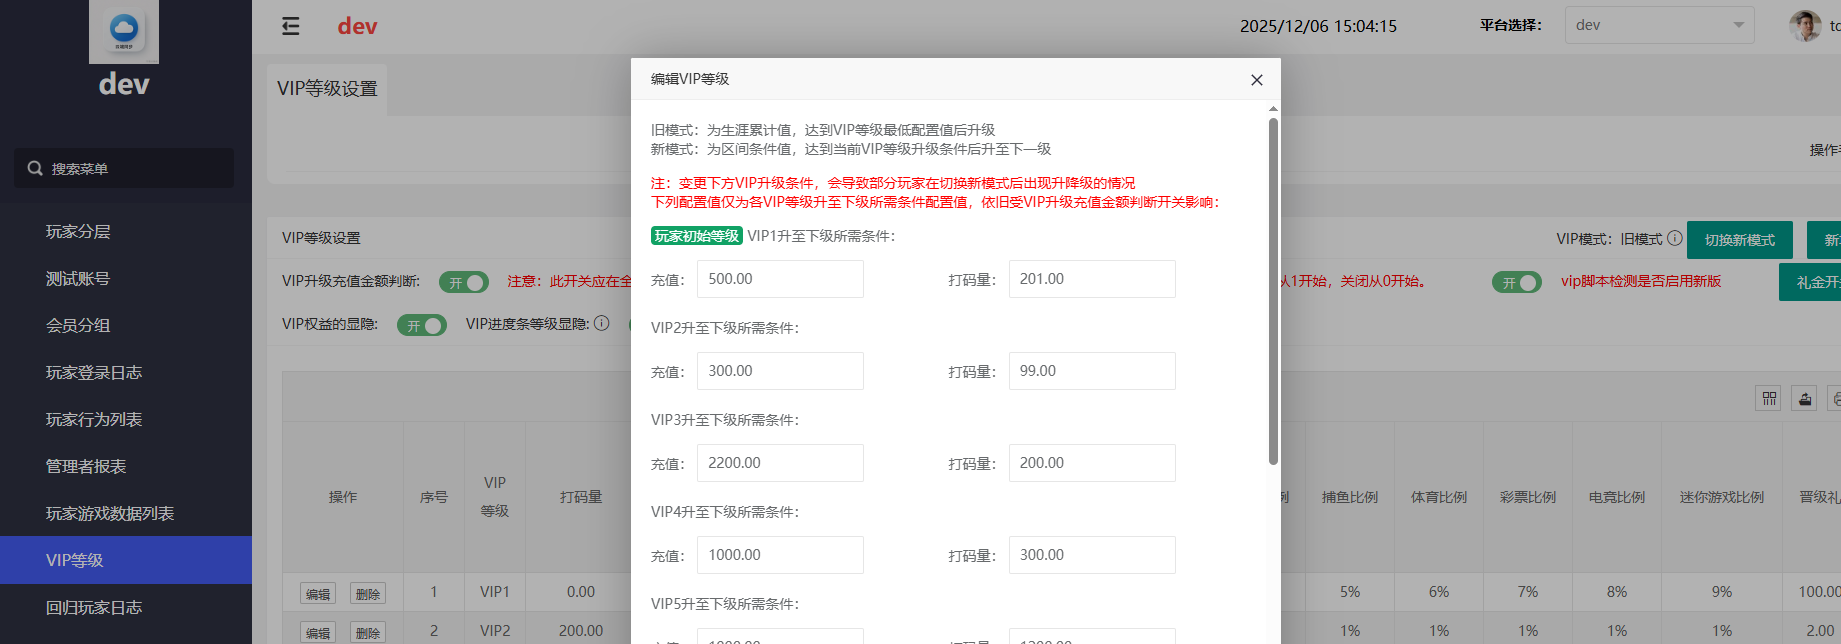 dev
搜索菜单
玩家分层
测试账号
会员分组
玩家登录日志
玩家行为列表
管理者报表
玩家游戏数据列表
VIP等级
回归玩家日志
dev
2025/12/06 15:04:15
平台选择：
dev
VIP等级设置
VIP等级设置
VIP模式：旧模式
切换新模式
VIP升级充值金额判断:
开
注意：此开关应在全
从1开始，关闭从0开始。
开
vip脚本检测是否启用新版
礼金开
VIP权益的显隐:
开
VIP进度条等级显隐:
操作 序号 VIP等级 打码量 捕鱼比例 体育比例 彩票比例 电竞比例 迷你游戏比例 晋级礼
编辑 删除 1 VIP1 0.00 5% 6% 7% 8% 9% 100.00
编辑 删除 2 VIP2 200.00 1% 1% 1% 1% 1% 2.00
编辑VIP等级
旧模式：为生涯累计值，达到VIP等级最低配置值后升级
新模式：为区间条件值，达到当前VIP等级升级条件后升至下一级
注：变更下方VIP升级条件，会导致部分玩家在切换新模式后出现升降级的情况
下列配置值仅为各VIP等级升至下级所需条件配置值，依旧受VIP升级充值金额判断开关影响：
玩家初始等级 VIP1升至下级所需条件：
充值： 500.00 打码量： 201.00
VIP2升至下级所需条件：
充值： 300.00 打码量： 99.00
VIP3升至下级所需条件：
充值： 2200.00 打码量： 200.00
VIP4升至下级所需条件：
充值： 1000.00 打码量： 300.00
VIP5升至下级所需条件：